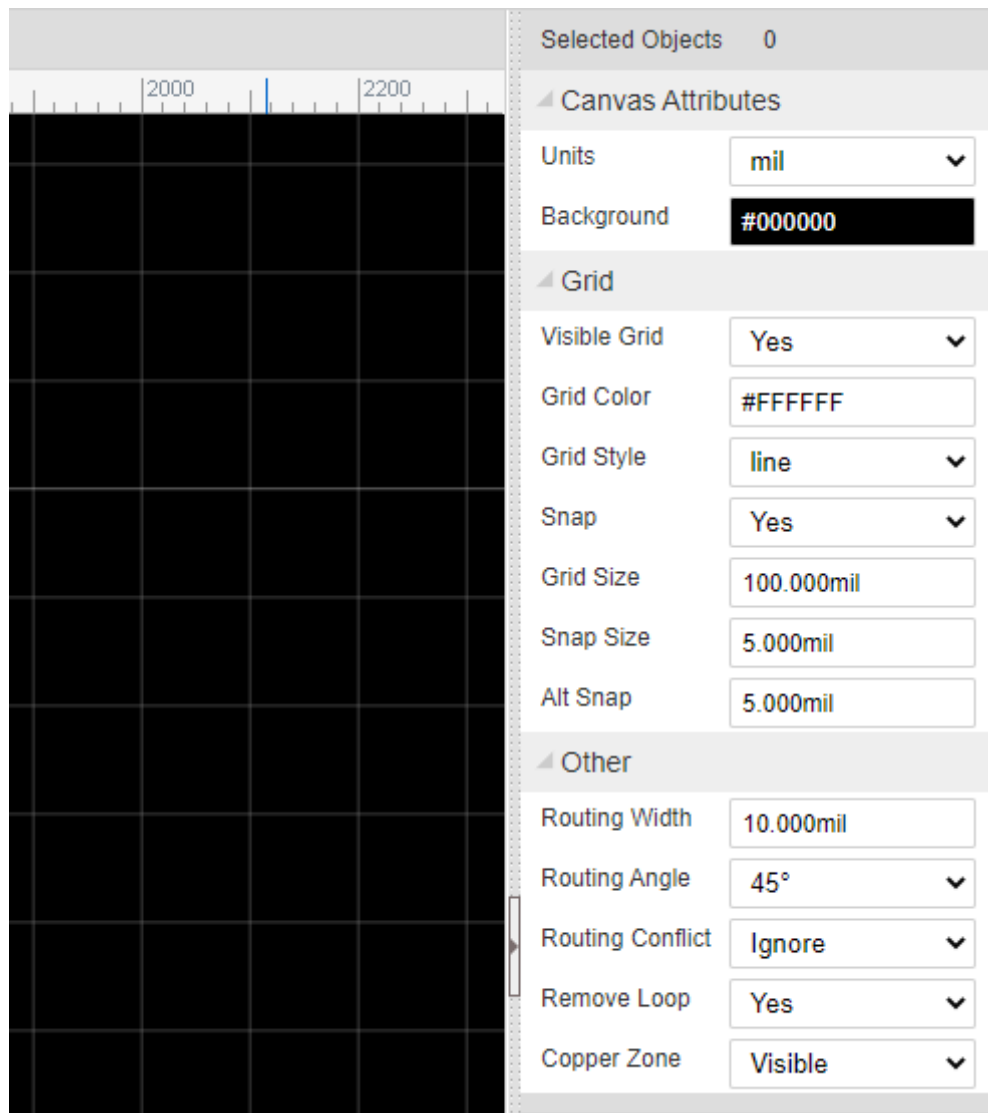 Selected Objects 0
2000 2200
Canvas Attributes
Units mil
Background #000000
Grid
Visible Grid Yes
Grid Color #FFFFFF
Grid Style line
Snap Yes
Grid Size 100.000mil
Snap Size 5.000mil
Alt Snap 5.000mil
Other
Routing Width 10.000mil
Routing Angle 45°
Routing Conflict Ignore
Remove Loop Yes
Copper Zone Visible